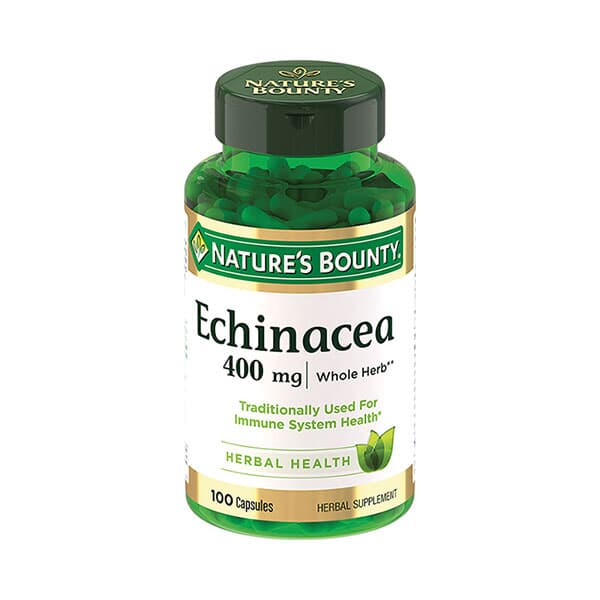 NATURE'S
BOUNTY
NATURE'S BOUNTY®
Echinacea
400 mg | Whole Herb**
Traditionally Used For
Immune System Health*
HERBAL HEALTH
100 Capsules
HERBAL SUPPLEMENT